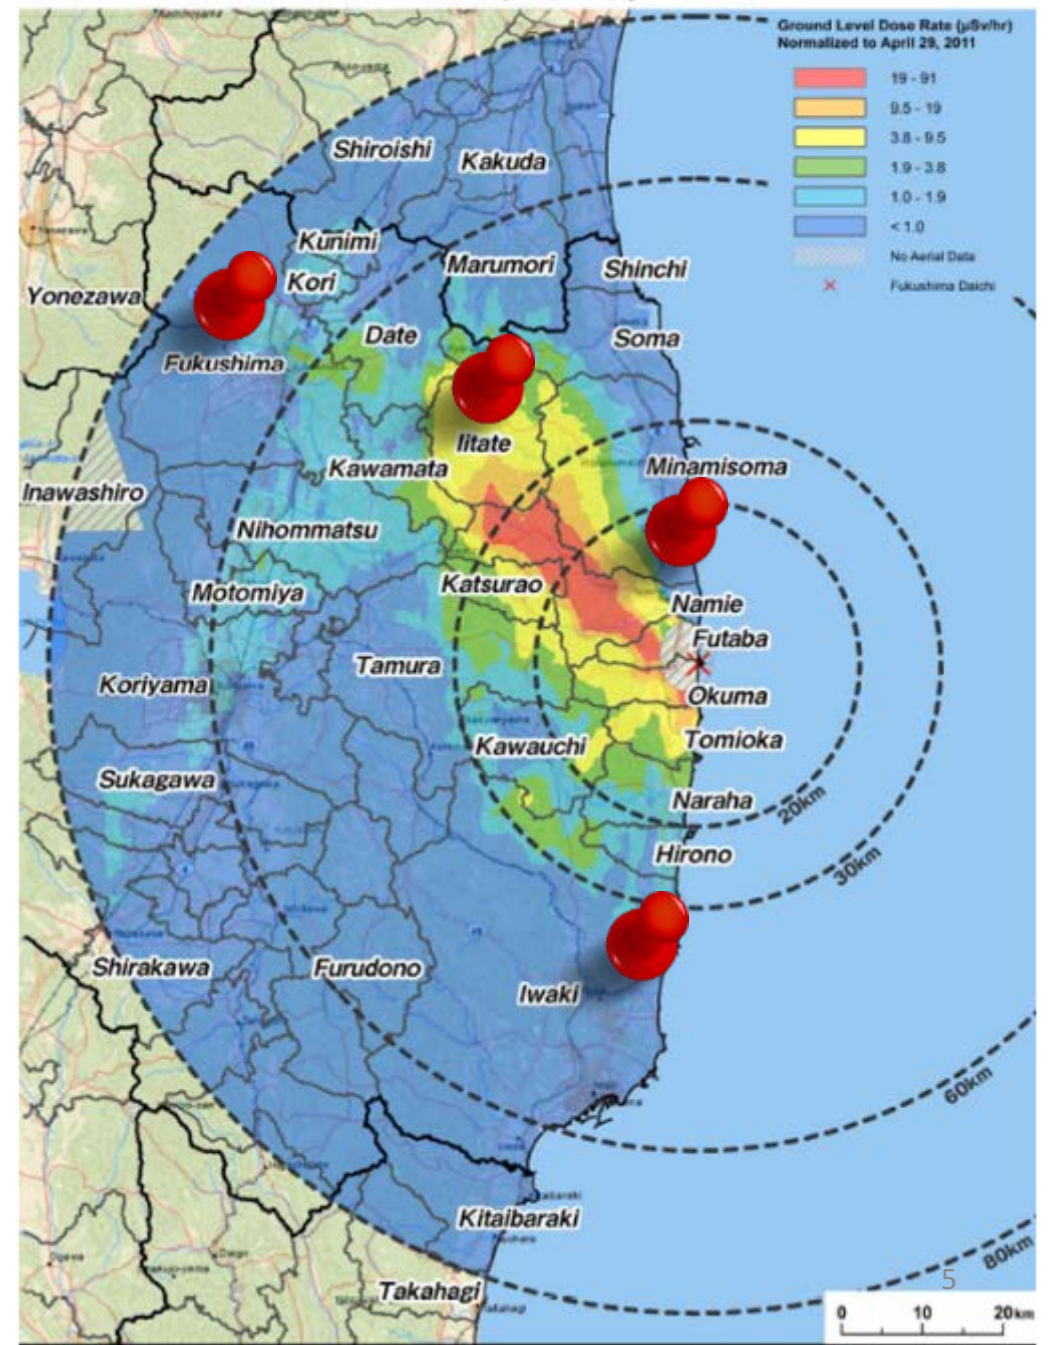 Ground Level Dose Rate (µSv/hr)
Normalized to April 29, 2011
19 - 91
9.5 - 19
3.8 - 9.5
1.9 - 3.8
1.0 - 1.9
< 1.0
No Aerial Data
Fukushima Daichi
Shiroishi
Kakuda
Kunimi
Marumori
Shinchi
Kori
Yonezawa
Date
Soma
Fukushima
Iitate
Kawamata
Minamisoma
Inawashiro
Nihommatsu
Katsurao
Motomiya
Namie
Futaba
Tamura
Koriyama
Okuma
Tomioka
Kawauchi
Sukagawa
Naraha
20km
Hirono
30km
Shirakawa
Furudono
Iwaki
60km
Kitaibaraki
80km
5
Takahagi
0 10 20km